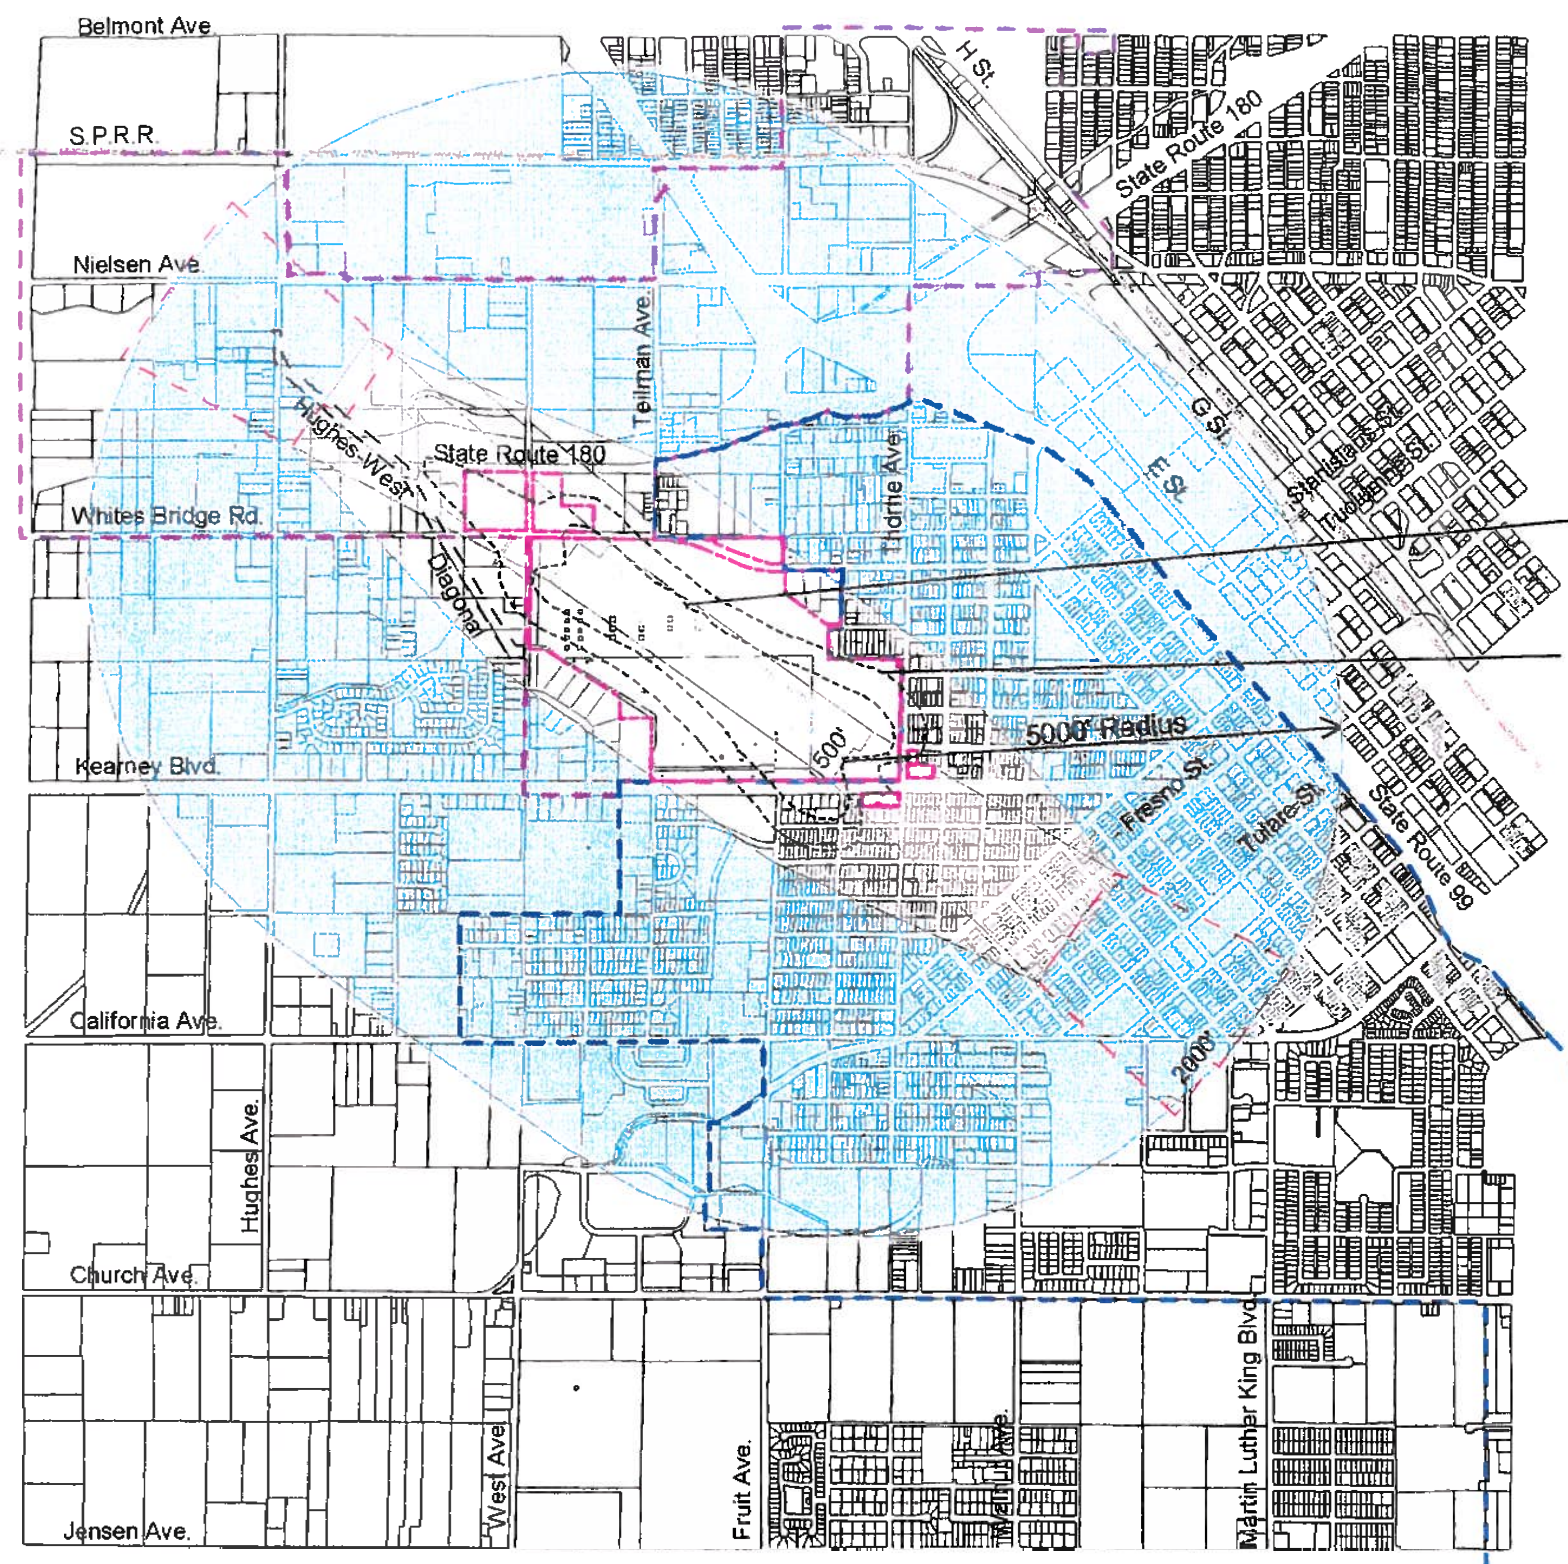 Belmont Ave.
H St.
S.P.R.R.
State Route 180
Nielsen Ave.
Tellman Ave.
Hughes-West
Diagonal
State Route 180
Thorne Ave.
G St.
E St.
Stanislaus St.
Tuolumne St.
Whites Bridge Rd.
500'
5000' Radius
Kearney Blvd.
Fresno St.
Tulare St.
State Route 99
California Ave.
2000'
Hughes Ave.
Church Ave.
West Ave.
Fruit Ave.
Walnut Ave.
Martin Luther King Blvd.
Jensen Ave.